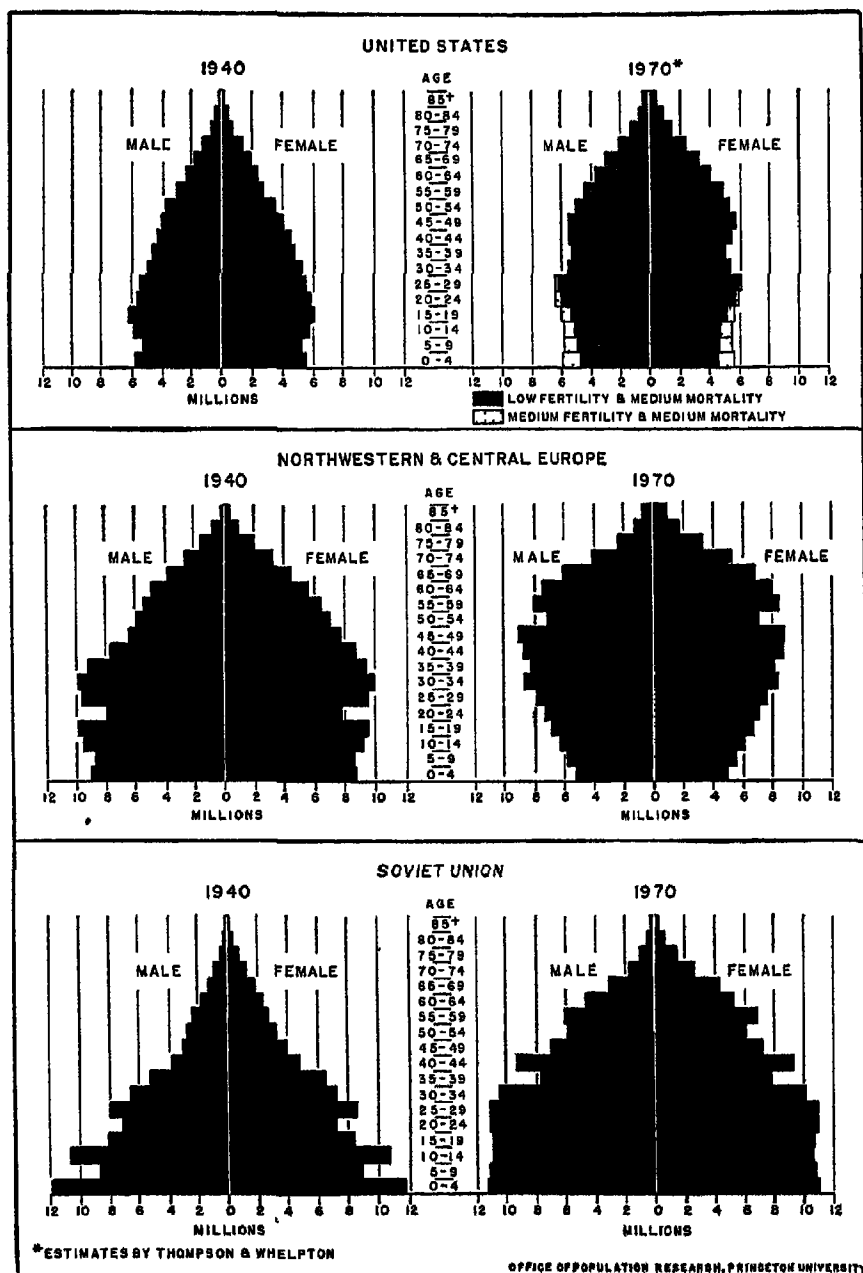 UNITED STATES
1940 AGE 1970*
85+
80-84
75-79
MALE FEMALE 70-74 MALE FEMALE
65-69
60-64
55-59
50-54
45-49
40-44
35-39
30-34
25-29
20-24
15-19
10-14
5-9
0-4
12 10 8 6 4 2 0 2 4 6 8 10 12 12 10 8 6 4 2 0 2 4 6 8 10 12
MILLIONS
LOW FERTILITY & MEDIUM MORTALITY
MEDIUM FERTILITY & MEDIUM MORTALITY
NORTHWESTERN & CENTRAL EUROPE
1940 AGE 1970
85+
80-84
75-79
MALE FEMALE 70-74 MALE FEMALE
65-69
60-64
55-59
50-54
45-49
40-44
35-39
30-34
25-29
20-24
15-19
10-14
5-9
0-4
12 10 8 6 4 2 0 2 4 6 8 10 12 12 10 8 6 4 2 0 2 4 6 8 10 12
MILLIONS MILLIONS
SOVIET UNION
1940 AGE 1970
85+
80-84
75-79
MALE FEMALE 70-74 MALE FEMALE
65-69
60-64
55-59
50-54
45-49
40-44
35-39
30-34
25-29
20-24
15-19
10-14
5-9
0-4
12 10 8 6 4 2 0 2 4 6 8 10 12 12 10 8 6 4 2 0 2 4 6 8 10 12
MILLIONS MILLIONS
*ESTIMATES BY THOMPSON & WHELPTON
OFFICE OF POPULATION RESEARCH, PRINCETON UNIVERSITY